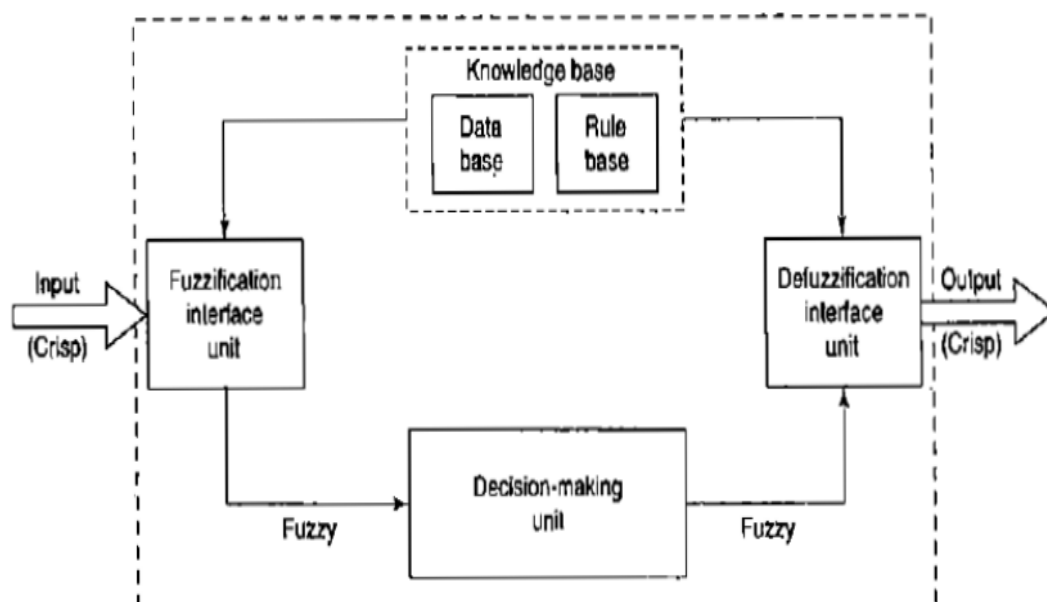 Knowledge base
Data
base
Rule
base
Input
(Crisp)
Fuzzification
interface
unit
Defuzzification
interface
unit
Output
(Crisp)
Decision-making
unit
Fuzzy
Fuzzy